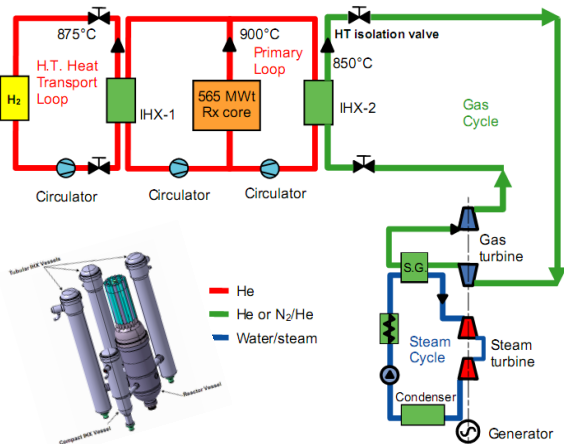 875°C
900°C
HT isolation valve
H.T. Heat
Transport
Loop
Primary
Loop
850°C
H₂
IHX-1
565 MWt
Rx core
IHX-2
Gas
Cycle
Circulator
Circulator
Circulator
Gas
turbine
S.G.
Tubular IHX Vessels
He
He or N₂/He
Water/steam
Steam
Cycle
Steam
turbine
Condenser
Reactor Vessel
Compact IHX Vessel
Generator